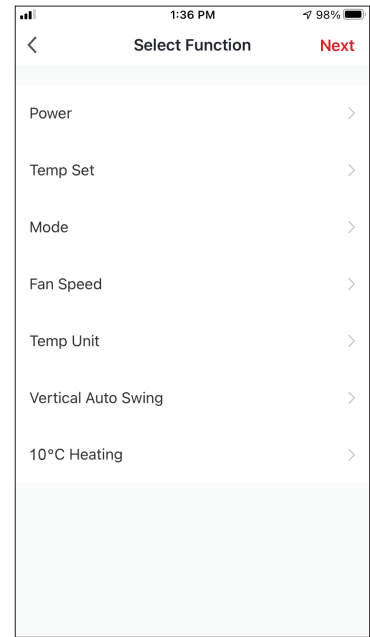 1:36 PM 98%
Select Function Next
Power
Temp Set
Mode
Fan Speed
Temp Unit
Vertical Auto Swing
10°C Heating